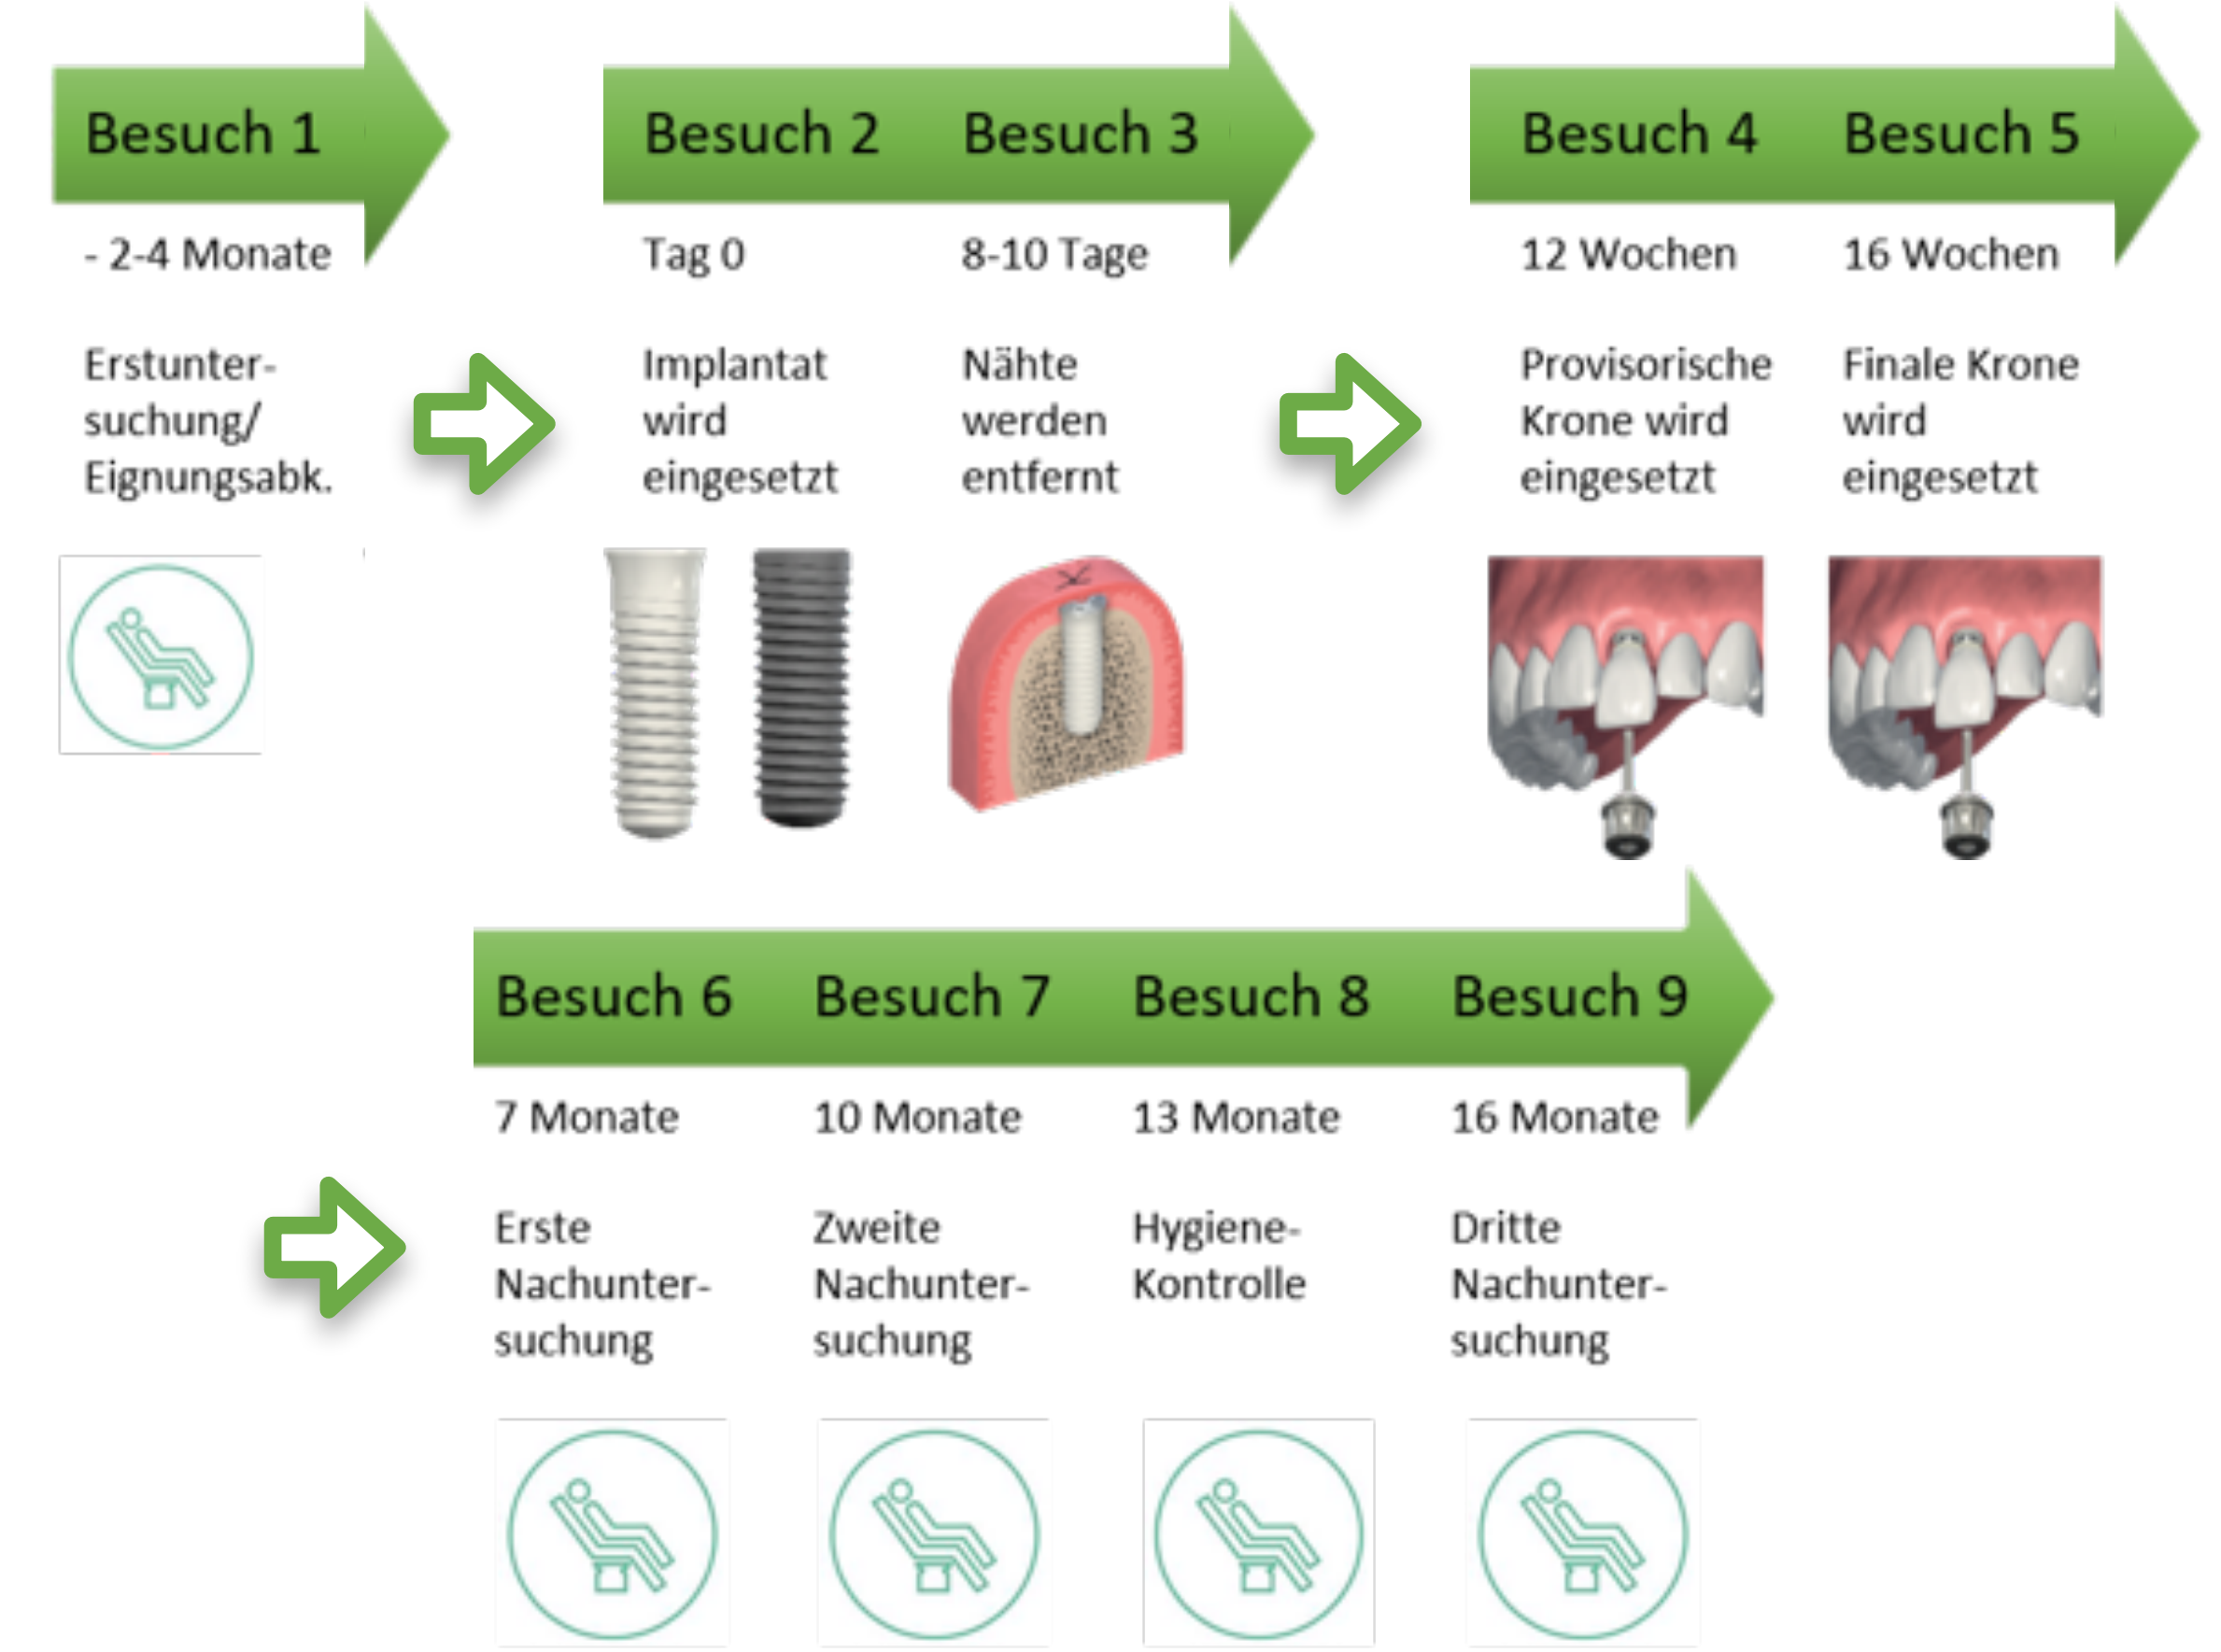 Besuch 1
Besuch 2
Besuch 3
Besuch 4
Besuch 5
- 2-4 Monate
Tag 0
8-10 Tage
12 Wochen
16 Wochen
Erstunter-
suchung/
Eignungsabk.
Implantat
wird
eingesetzt
Nähte
werden
entfernt
Provisorische
Krone wird
eingesetzt
Finale Krone
wird
eingesetzt
Besuch 6
Besuch 7
Besuch 8
Besuch 9
7 Monate
10 Monate
13 Monate
16 Monate
Erste
Nachunter-
suchung
Zweite
Nachunter-
suchung
Hygiene-
Kontrolle
Dritte
Nachunter-
suchung